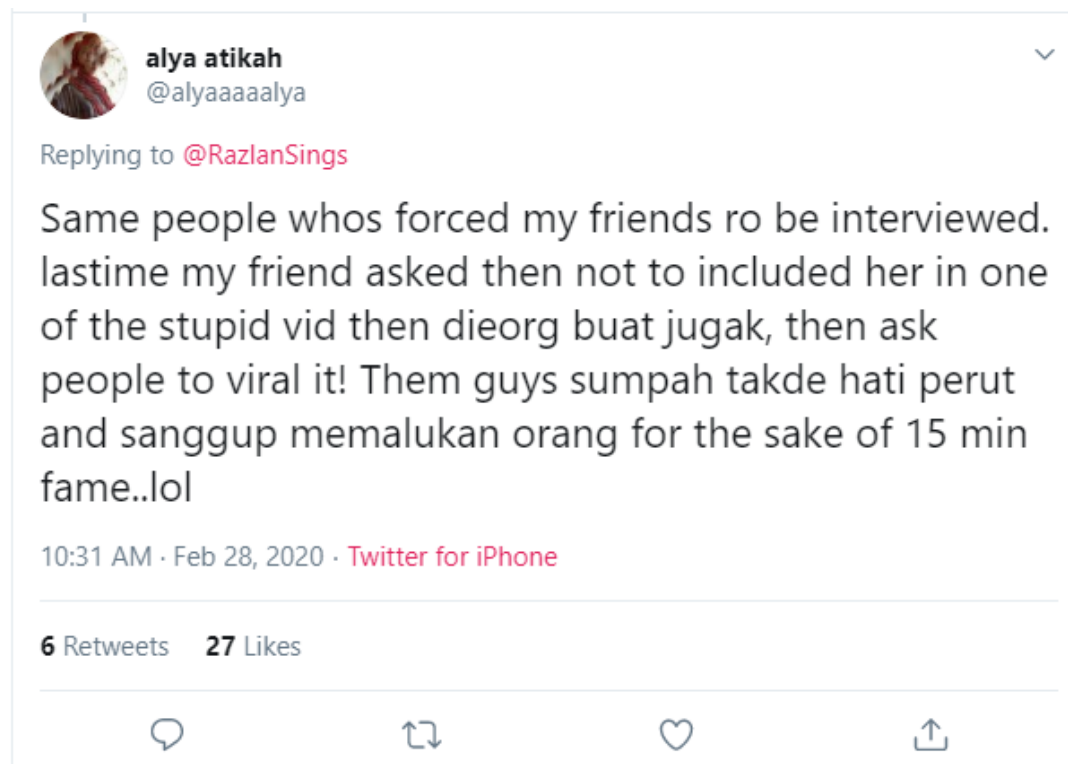 alya atikah
@alyaaaaalya
Replying to @RazlanSings
Same people whos forced my friends ro be interviewed.
lastime my friend asked then not to included her in one
of the stupid vid then dieorg buat jugak, then ask
people to viral it! Them guys sumpah takde hati perut
and sanggup memalukan orang for the sake of 15 min
fame..lol
10:31 AM · Feb 28, 2020 · Twitter for iPhone
6 Retweets 27 Likes